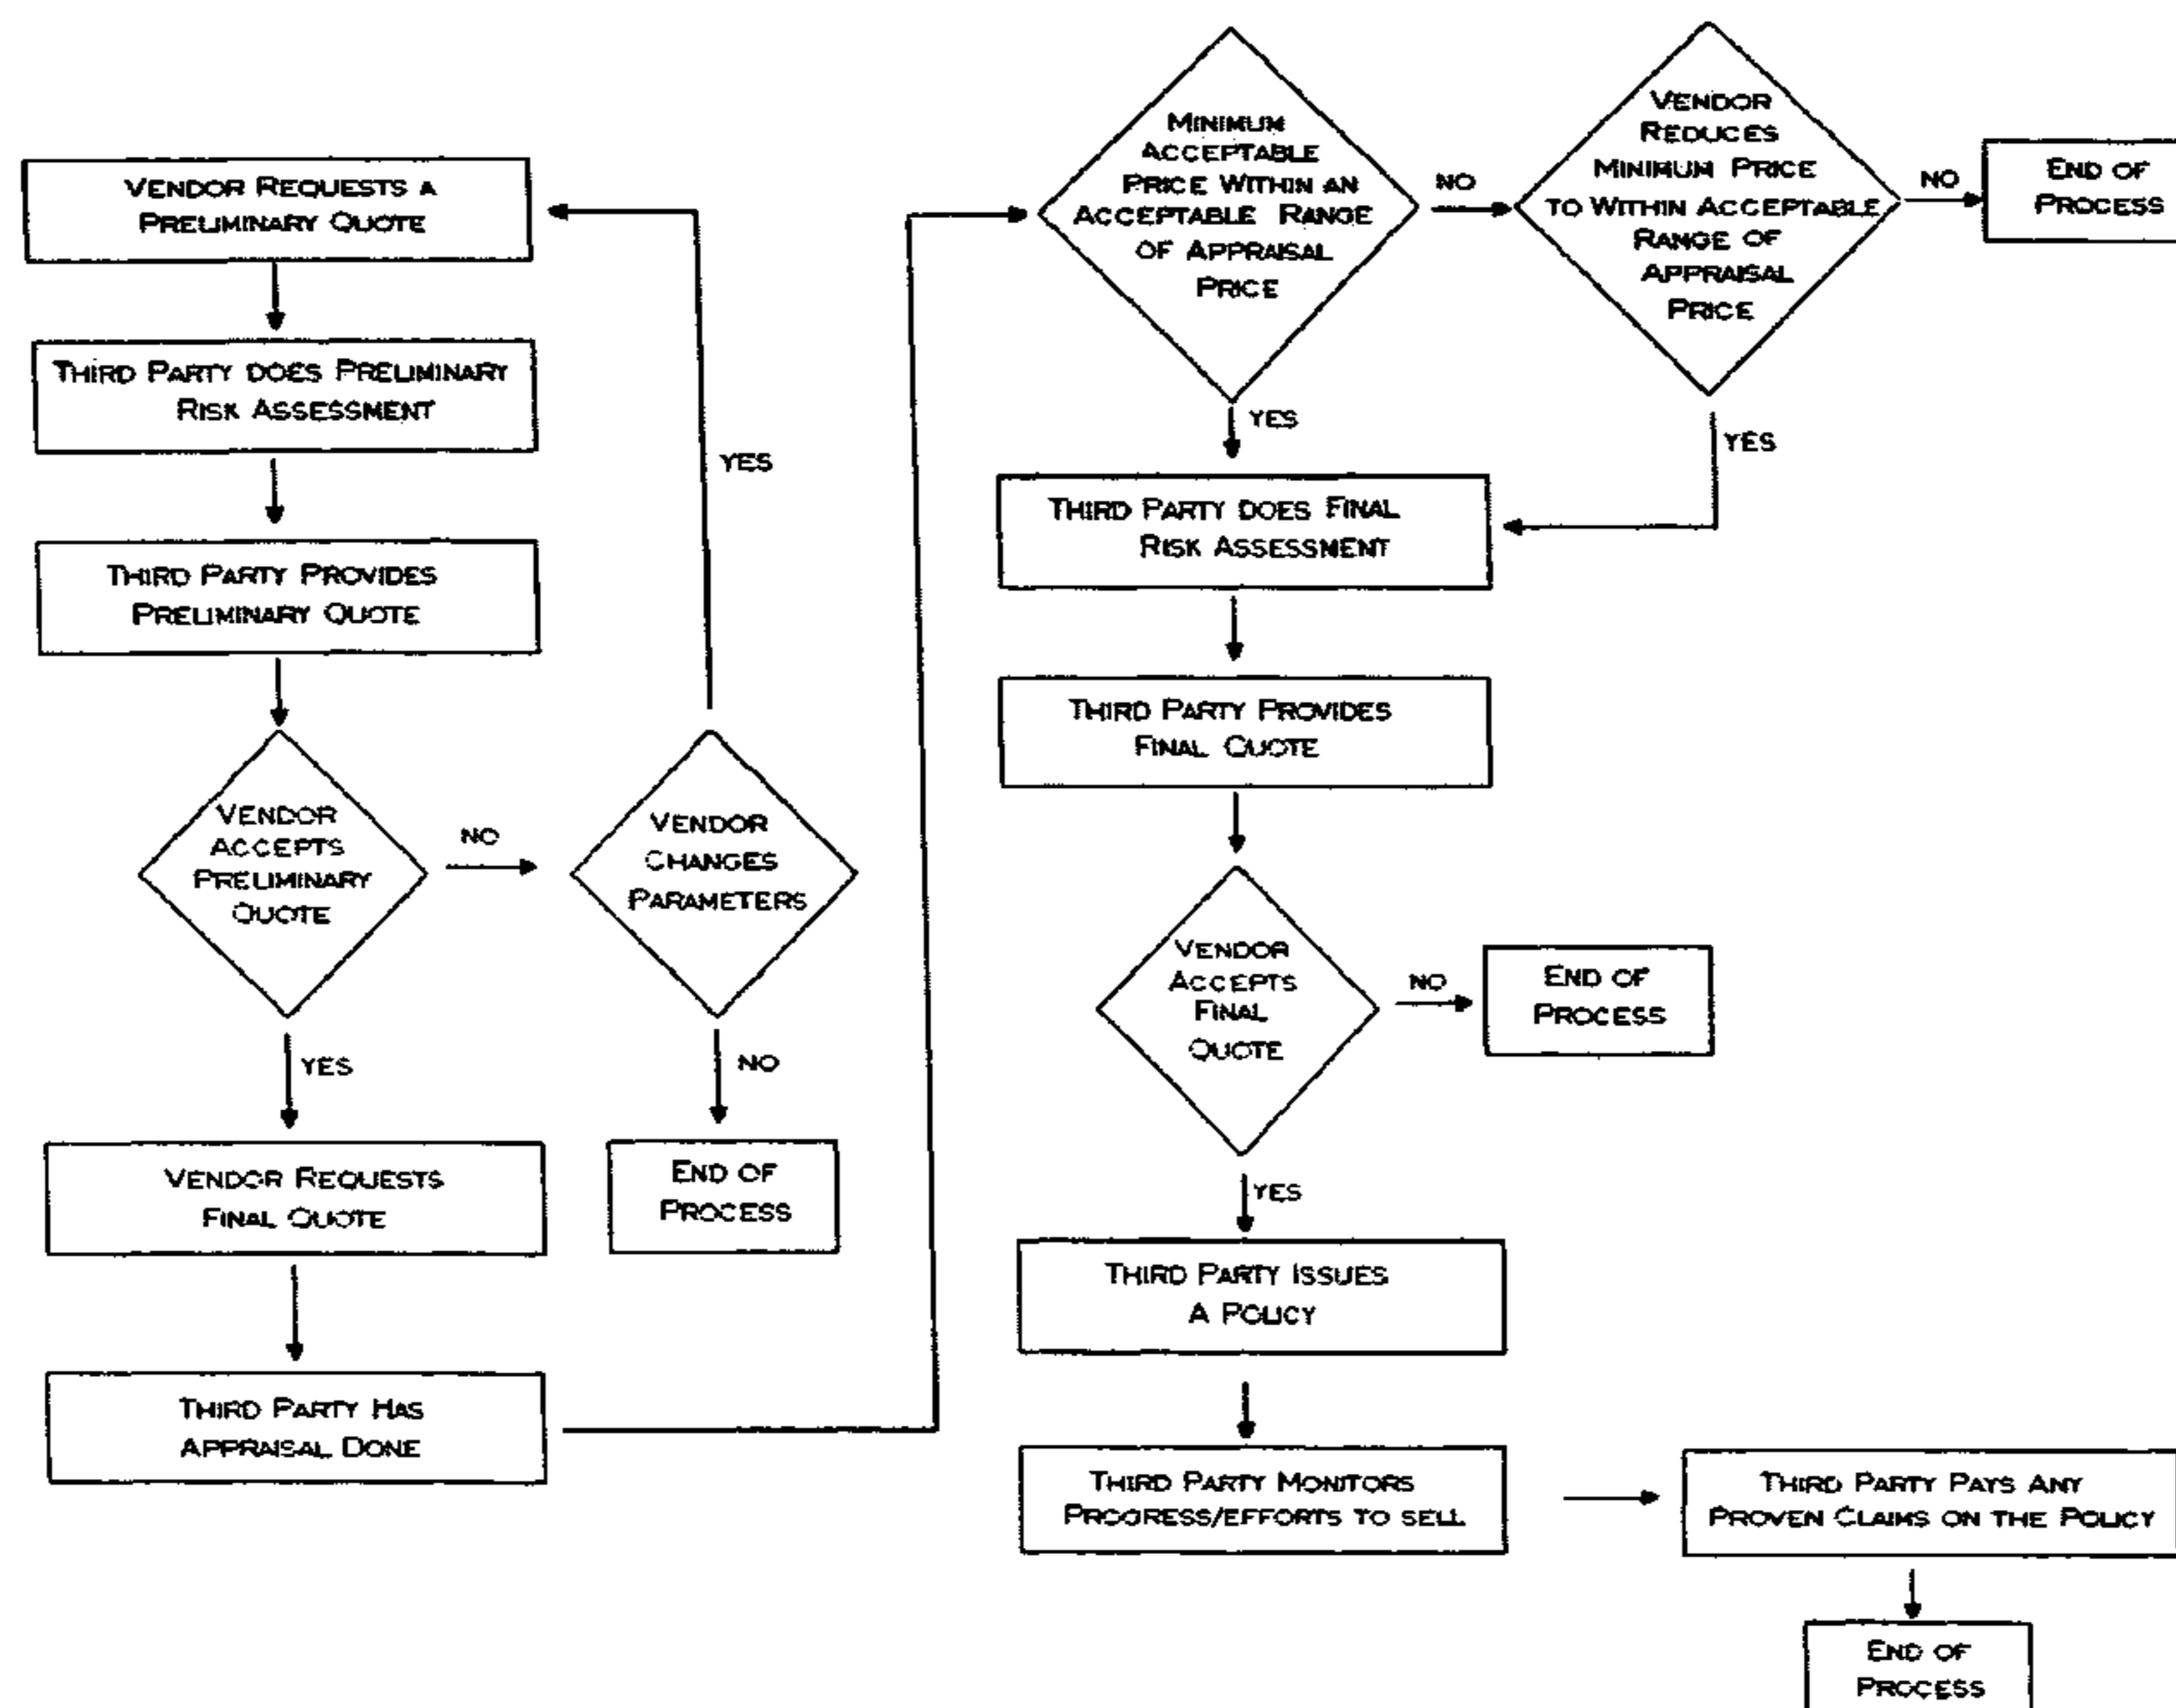 VENDOR REQUESTS A
PRELIMINARY QUOTE
THIRD PARTY DOES PRELIMINARY
RISK ASSESSMENT
THIRD PARTY PROVIDES
PRELIMINARY QUOTE
VENDOR
ACCEPTS
PRELIMINARY
QUOTE
NO
VENDOR
CHANGES
PARAMETERS
YES
NO
END OF
PROCESS
YES
VENDOR REQUESTS
FINAL QUOTE
THIRD PARTY HAS
APPRAISAL DONE
MINIMUM
ACCEPTABLE
PRICE WITHIN AN
ACCEPTABLE RANGE
OF APPRAISAL
PRICE
NO
VENDOR
REDUCES
MINIMUM PRICE
TO WITHIN ACCEPTABLE
RANGE OF
APPRAISAL
PRICE
NO
END OF
PROCESS
YES
YES
THIRD PARTY DOES FINAL
RISK ASSESSMENT
THIRD PARTY PROVIDES
FINAL QUOTE
VENDOR
ACCEPTS
FINAL
QUOTE
NO
END OF
PROCESS
YES
THIRD PARTY ISSUES
A POLICY
THIRD PARTY MONITORS
PROGRESS/EFFORTS TO SELL
THIRD PARTY PAYS ANY
PROVEN CLAIMS ON THE POLICY
END OF
PROCESS